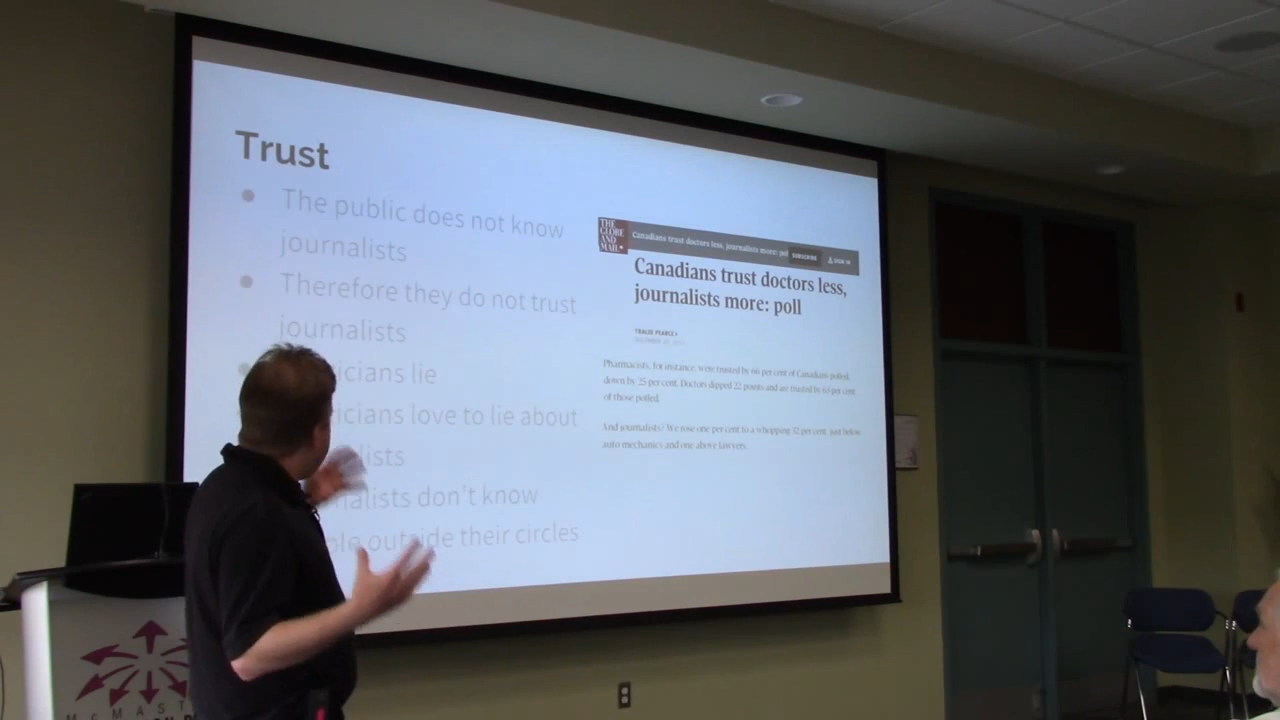 Trust
The public does not know
journalists
Therefore they do not trust
journalists
icians lie
icians love to lie about
lists
nalists don't know
ple outside their circles
THE
GLOBE
AND
MAIL*
Canadians trust doctors less, journalists more: pol
SUBSCRIBE
SIGN IN
Canadians trust doctors less,
journalists more: poll
TRALEE PEARCE
Pharmacists, for instance, were trusted by 66 per cent of Canadians polled,
down by 25 per cent. Doctors dipped 22 points and are trusted by 63 per cent
of those polled.
And journalists? We rose one per cent to a whopping 32 per cent, just below
auto mechanics and one above lawyers.
MCMAST